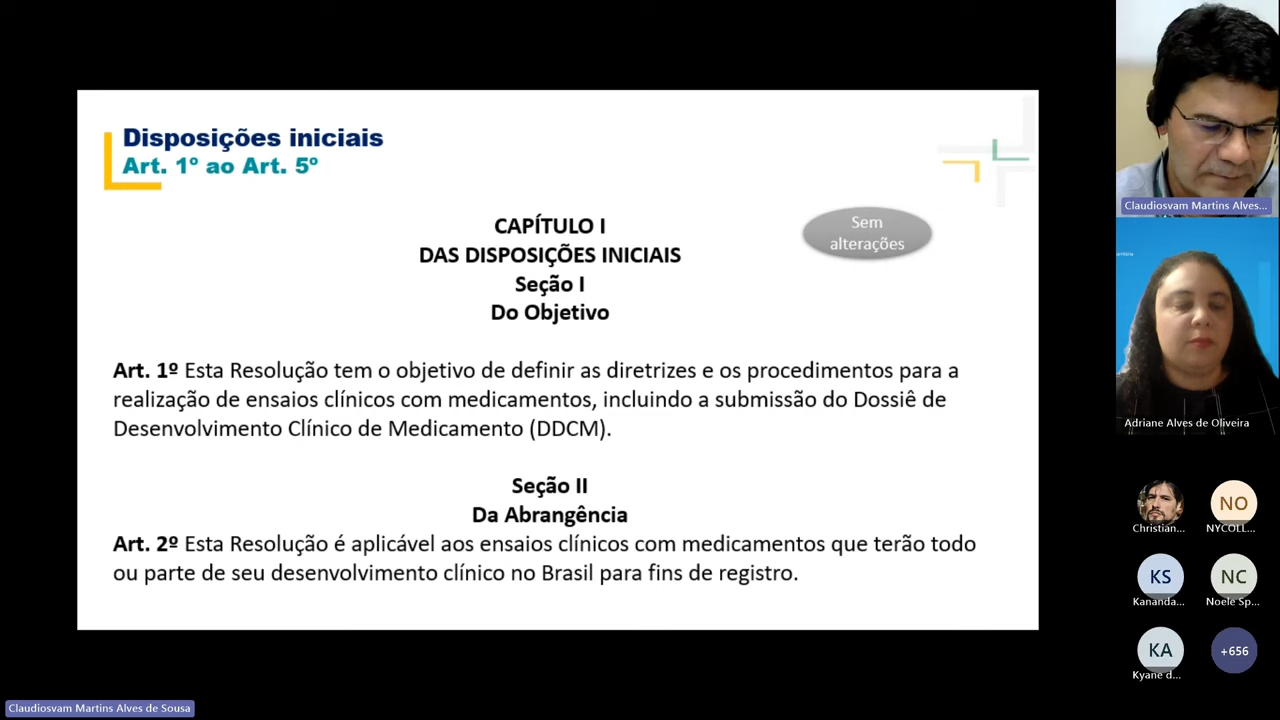 Disposições iniciais
Art. 1º ao Art. 5º
Sem
alterações
CAPÍTULO I
DAS DISPOSIÇÕES INICIAIS
Seção I
Do Objetivo
Art. 1º Esta Resolução tem o objetivo de definir as diretrizes e os procedimentos para a
realização de ensaios clínicos com medicamentos, incluindo a submissão do Dossiê de
Desenvolvimento Clínico de Medicamento (DDCM).
Seção II
Da Abrangência
Art. 2º Esta Resolução é aplicável aos ensaios clínicos com medicamentos que terão todo
ou parte de seu desenvolvimento clínico no Brasil para fins de registro.
Claudiosvam Martins Alves de Sousa
Claudiosvam Martins Alves...
Adriane Alves de Oliveira
Christian...
NO
NYCOLL...
KS
Kananda...
NC
Noele Sp...
KA
Kyane d...
+656